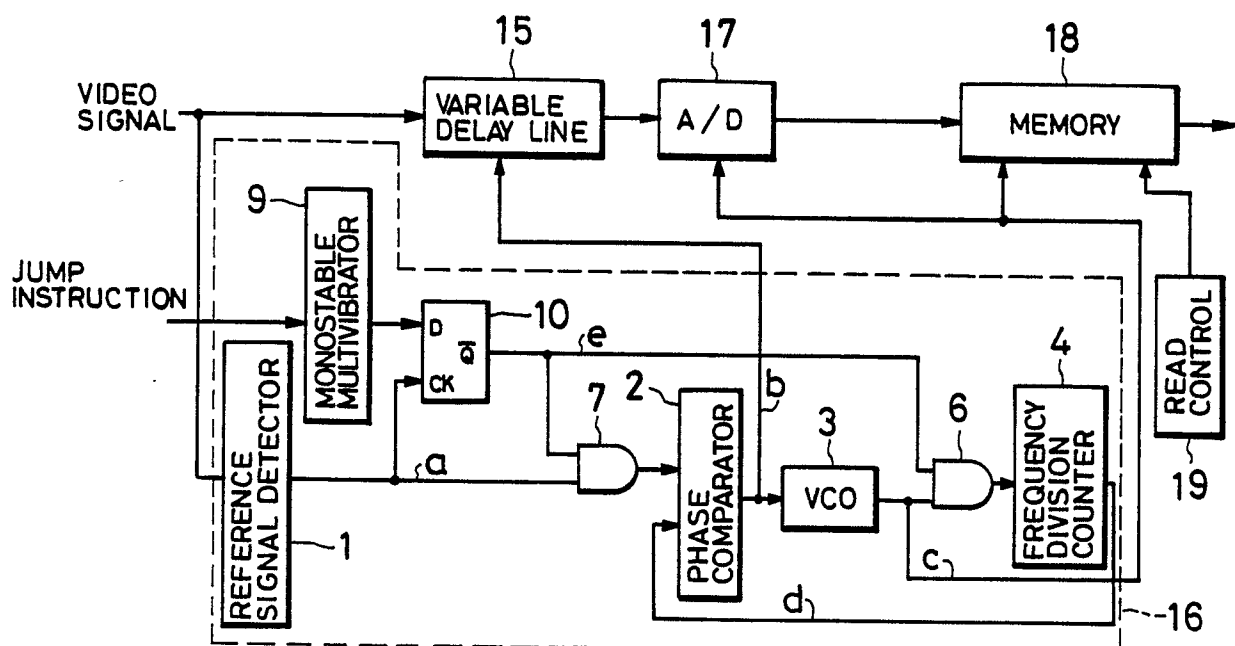 15
17
18
VIDEO
SIGNAL
VARIABLE
DELAY LINE
A/D
MEMORY
9
MONOSTABLE
MULTIVIBRATOR
JUMP
INSTRUCTION
D
Q̅
CK
10
e
2
b
4
READ
CONTROL
19
7
3
6
REFERENCE
SIGNAL DETECTOR
1
a
PHASE
COMPARATOR
VCO
FREQUENCY
DIVISION
COUNTER
c
d
16